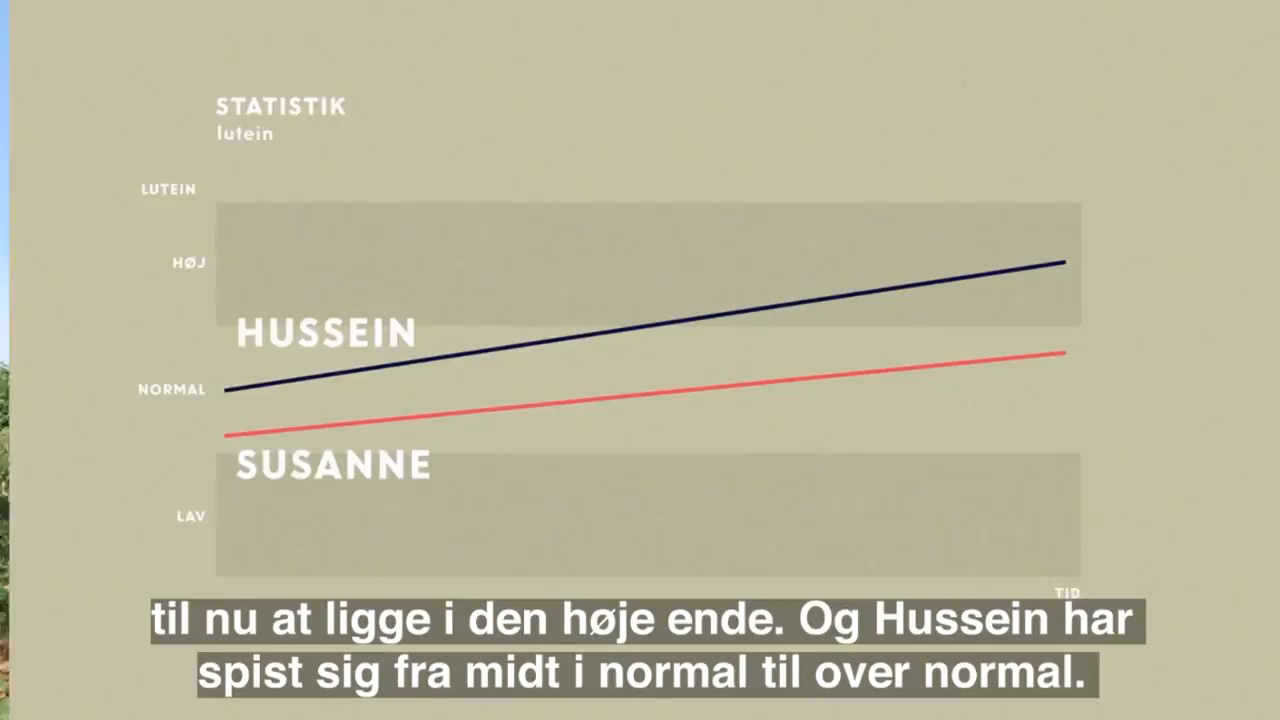 STATISTIK
lutein
LUTEIN
HØJ
HUSSEIN
NORMAL
SUSANNE
LAV
TID
til nu at ligge i den høje ende. Og Hussein har
spist sig fra midt i normal til over normal.